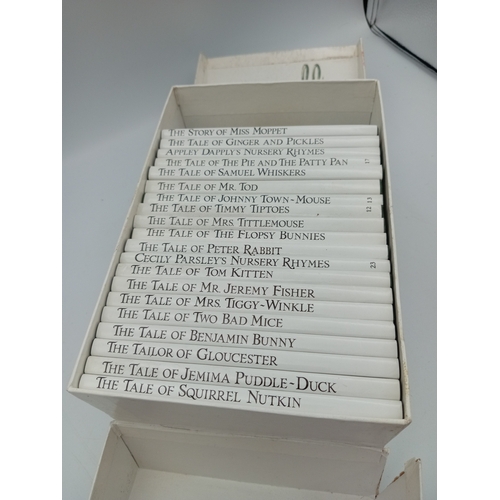 THE STORY OF MISS MOPPET
THE TALE OF GINGER AND PICKLES
APPLEY DAPPLY'S NURSERY RHYMES
THE TALE OF THE PIE AND THE PATTY PAN 17
THE TALE OF SAMUEL WHISKERS
THE TALE OF MR. TOD
THE TALE OF JOHNNY TOWN-MOUSE 13
THE TALE OF TIMMY TIPTOES 12
THE TALE OF MRS. TITTLEMOUSE
THE TALE OF THE FLOPSY BUNNIES
THE TALE OF PETER RABBIT
CECILY PARSLEY'S NURSERY RHYMES 23
THE TALE OF TOM KITTEN
THE TALE OF MR. JEREMY FISHER
THE TALE OF MRS. TIGGY-WINKLE
THE TALE OF TWO BAD MICE
THE TALE OF BENJAMIN BUNNY
THE TAILOR OF GLOUCESTER
THE TALE OF JEMIMA PUDDLE-DUCK
THE TALE OF SQUIRREL NUTKIN